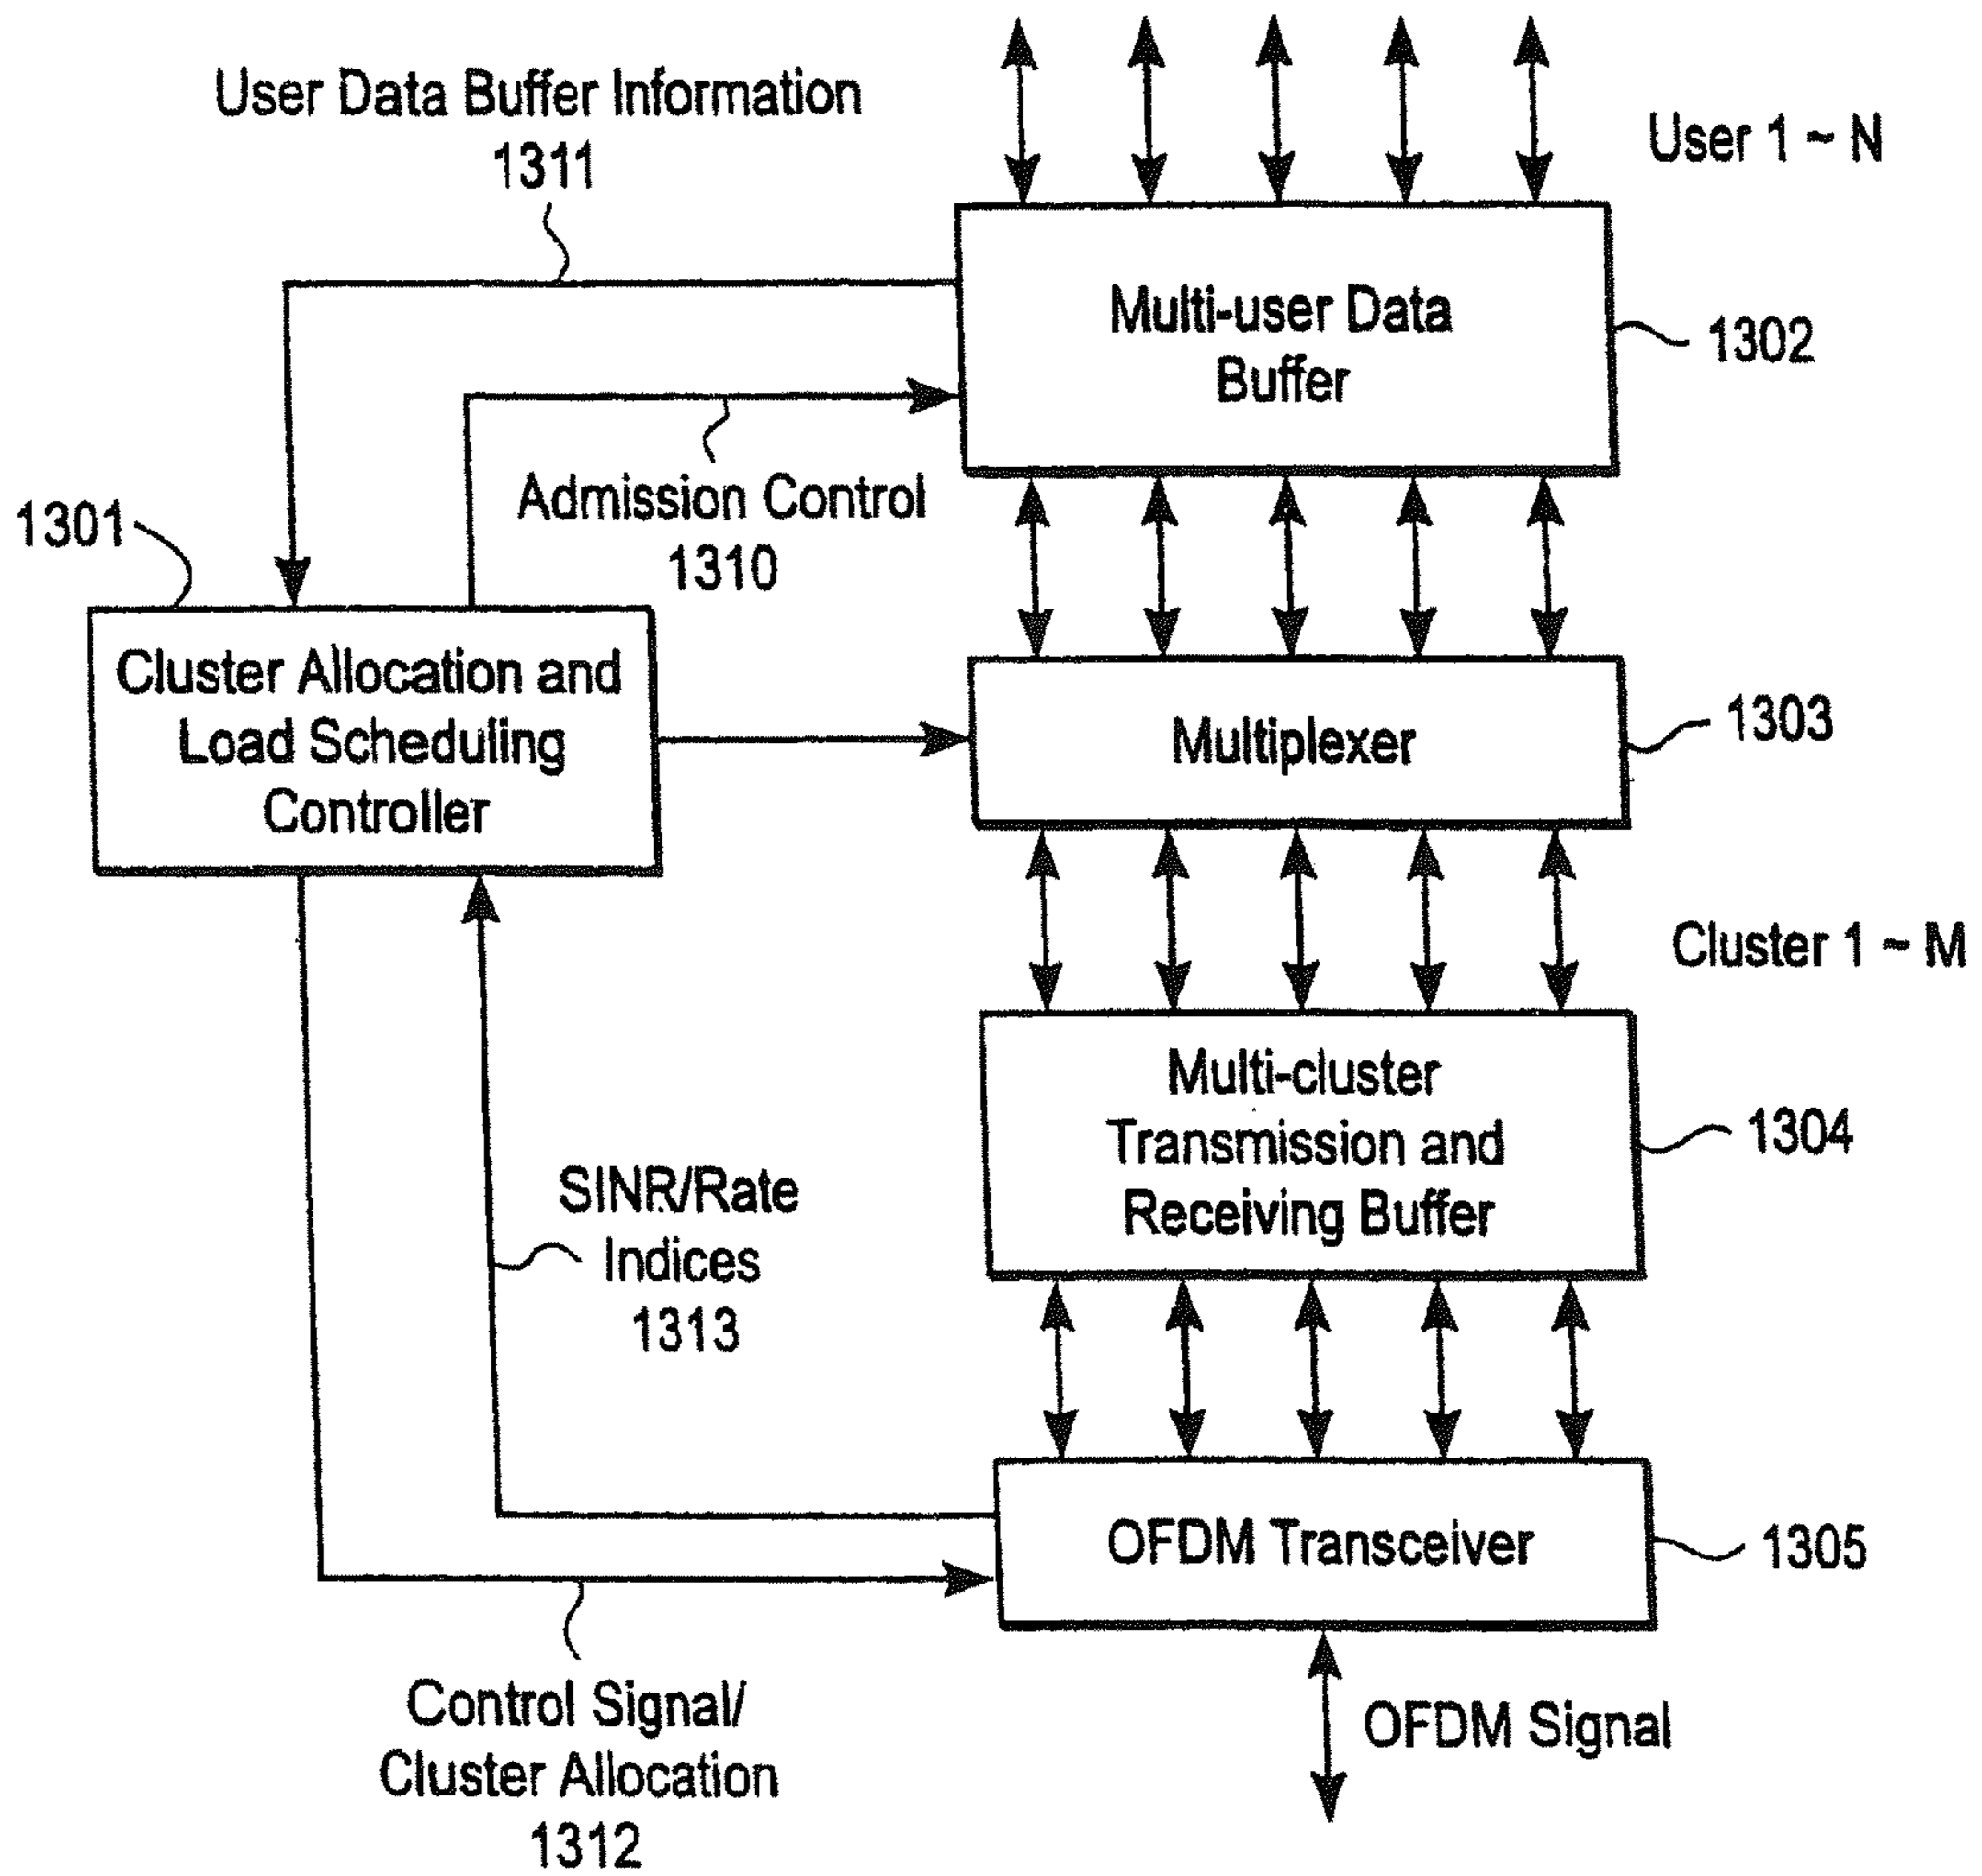 User Data Buffer Information
1311
User 1 ~ N
Multi-user Data
Buffer
1302
Admission Control
1310
1301
Cluster Allocation and
Load Scheduling
Controller
Multiplexer
1303
Cluster 1 ~ M
Multi-cluster
Transmission and
Receiving Buffer
1304
SINR/Rate
Indices
1313
OFDM Transceiver
1305
Control Signal/
Cluster Allocation
1312
OFDM Signal